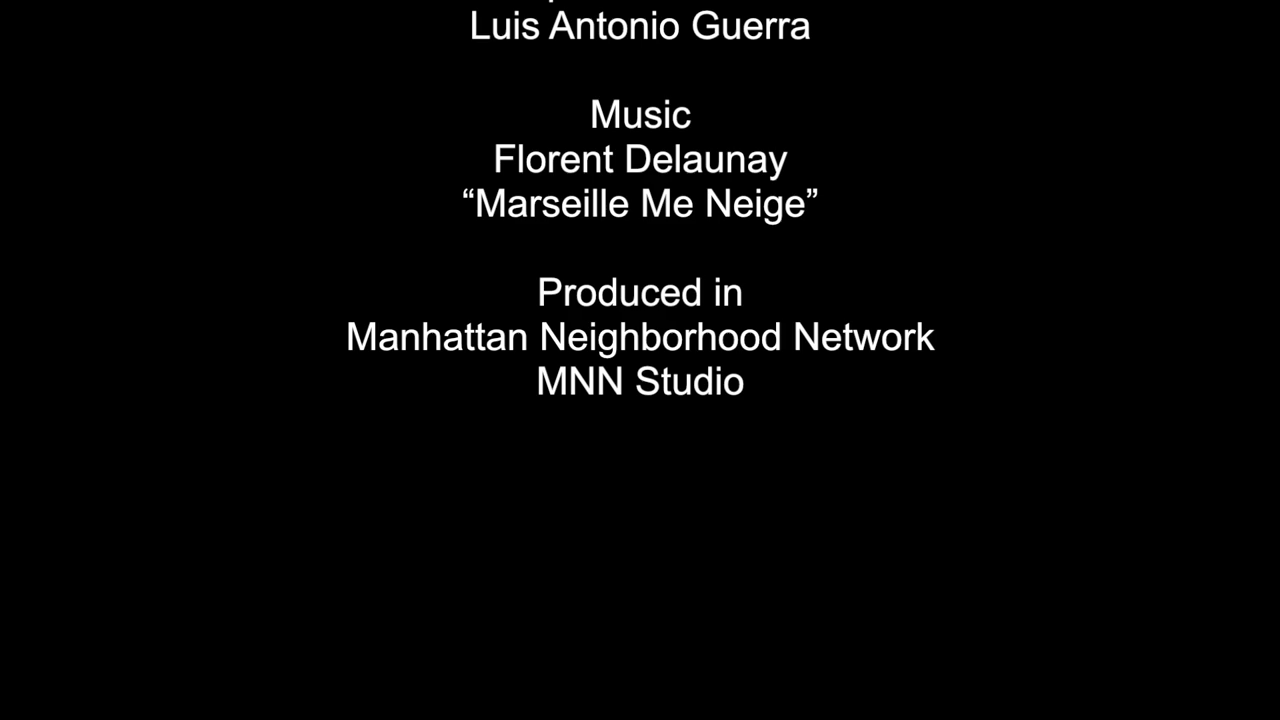 Luis Antonio Guerra
Music
Florent Delaunay
“Marseille Me Neige”
Produced in
Manhattan Neighborhood Network
MNN Studio